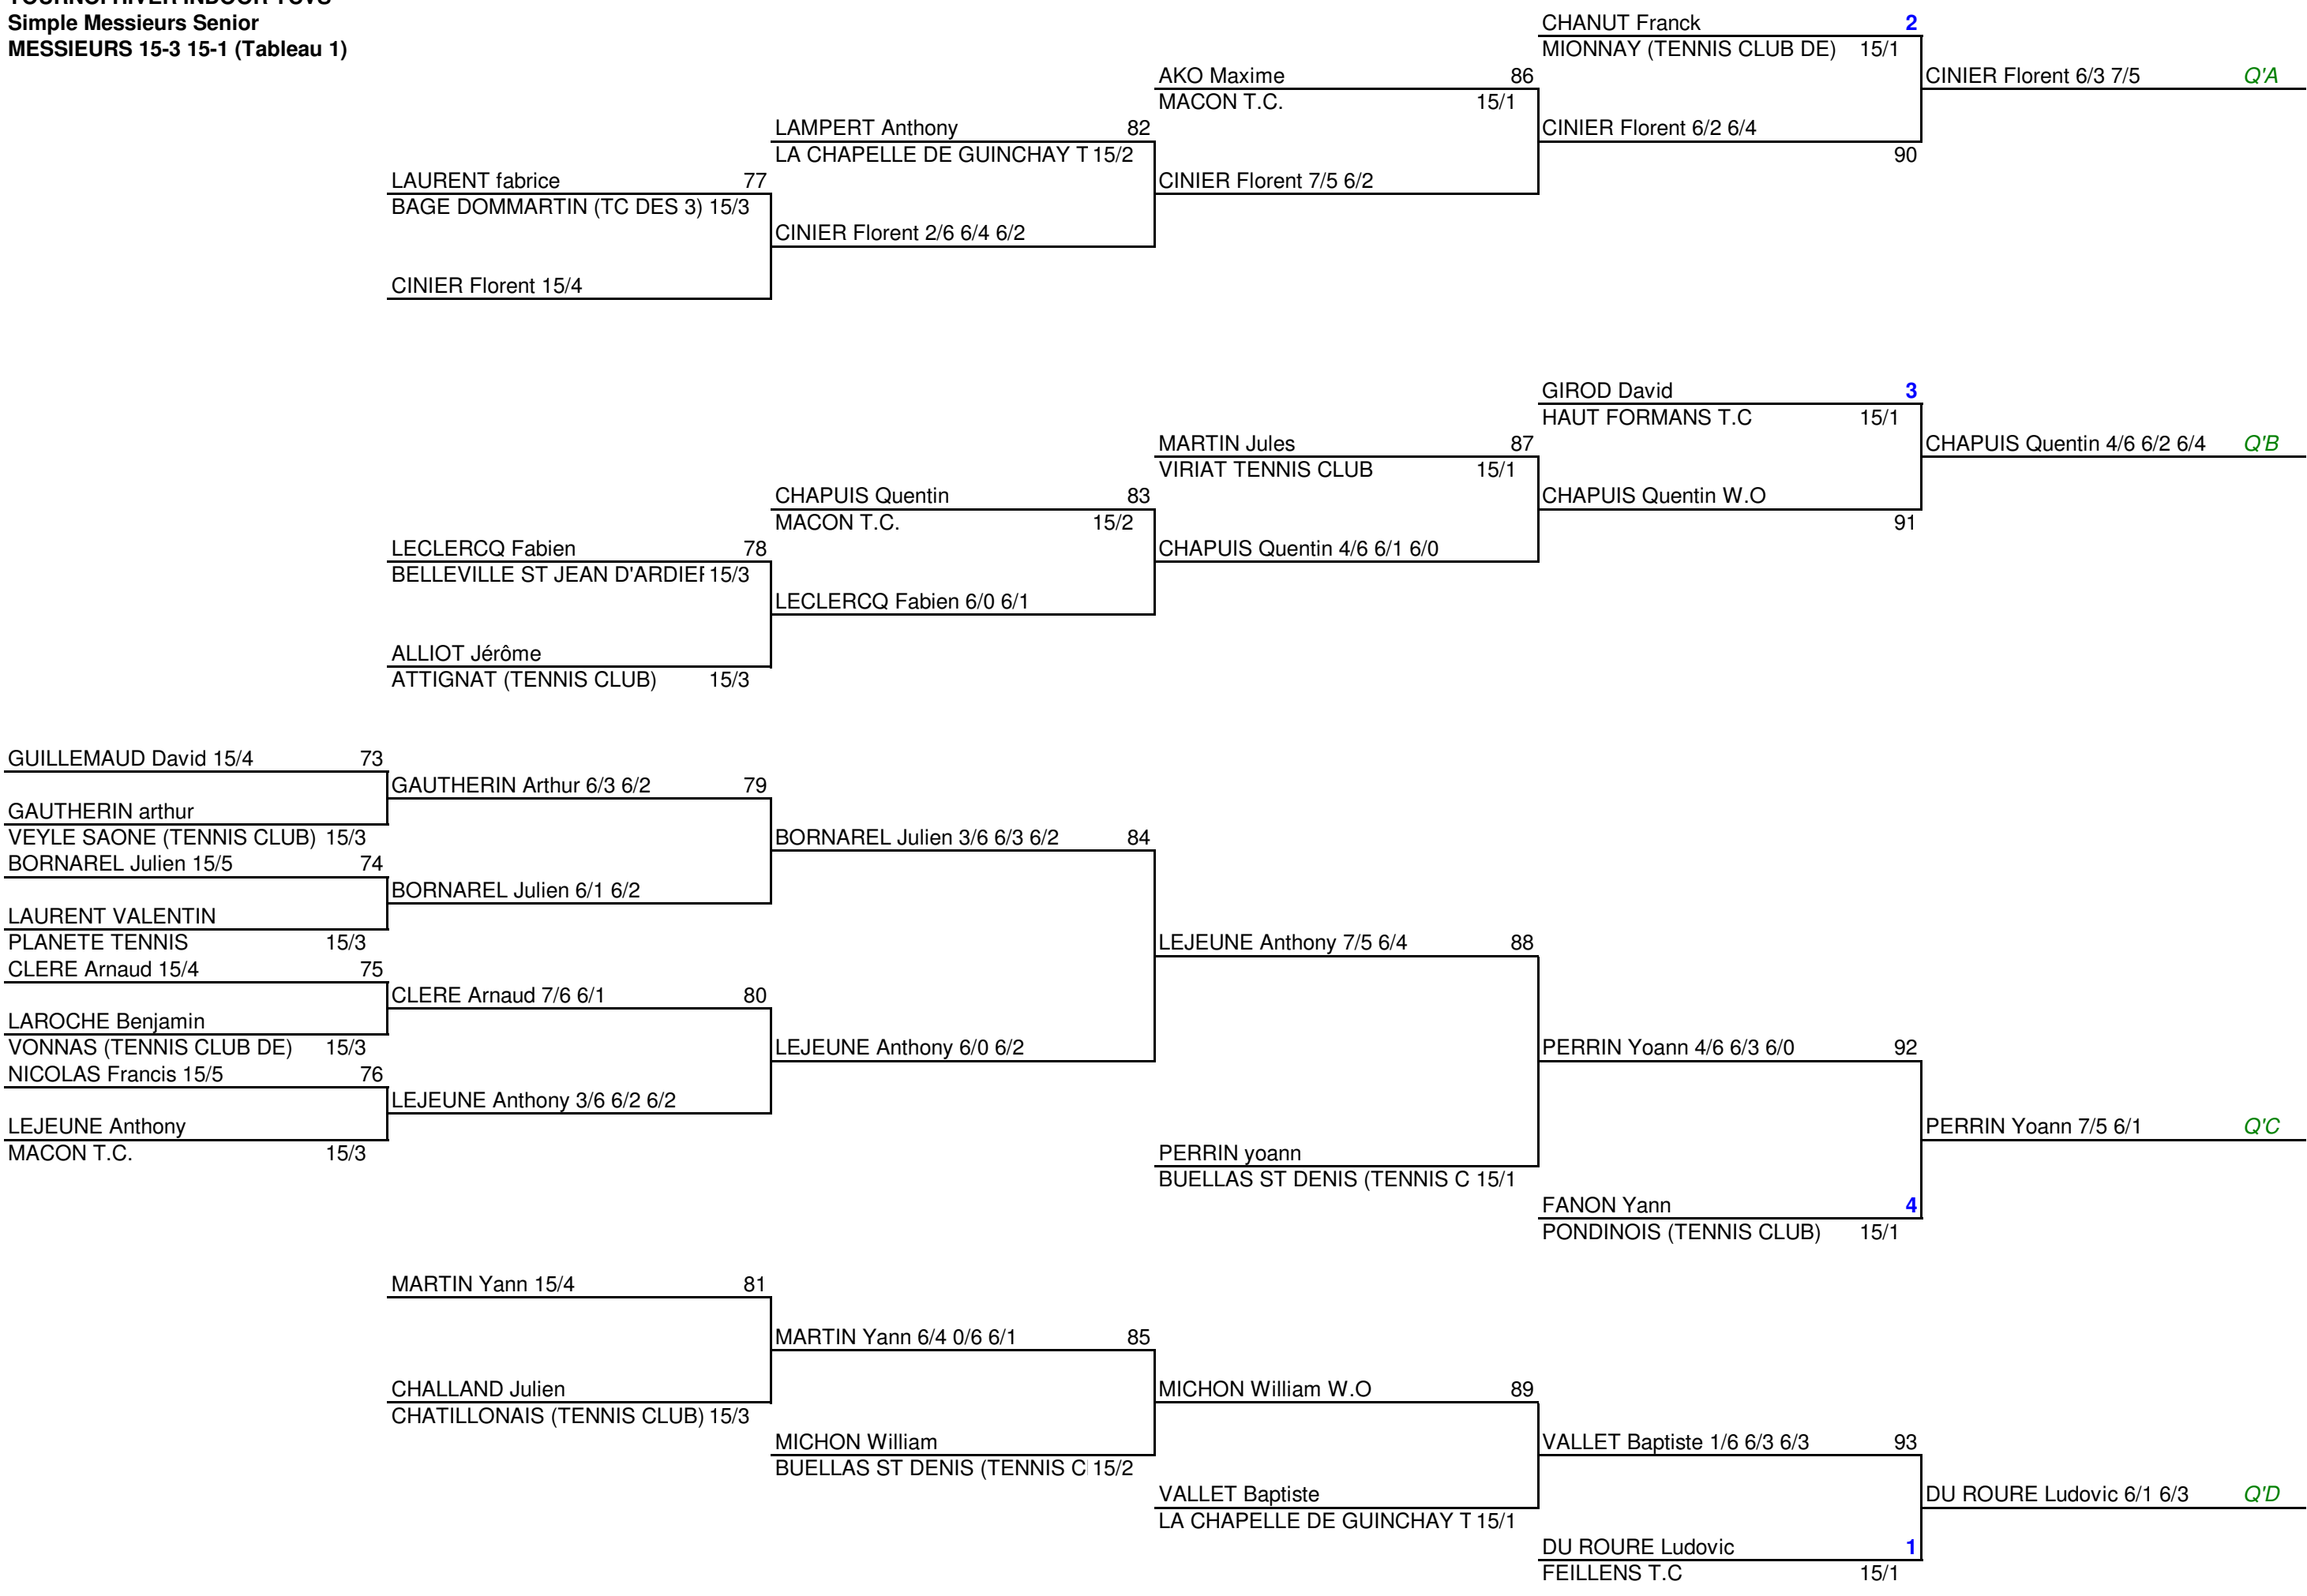 Simple Messieurs Senior
MESSIEURS 15-3 15-1 (Tableau 1)
CHANUT Franck 2
MIONNAY (TENNIS CLUB DE) 15/1
AKO Maxime 86
MACON T.C. 15/1
CINIER Florent 6/3 7/5 Q'A
LAMPERT Anthony 82
LA CHAPELLE DE GUINCHAY T 15/2
CINIER Florent 6/2 6/4
90
LAURENT fabrice 77
BAGE DOMMARTIN (TC DES 3) 15/3
CINIER Florent 7/5 6/2
CINIER Florent 2/6 6/4 6/2
CINIER Florent 15/4
GIROD David 3
HAUT FORMANS T.C 15/1
MARTIN Jules 87
VIRIAT TENNIS CLUB 15/1
CHAPUIS Quentin 4/6 6/2 6/4 Q'B
CHAPUIS Quentin 83
MACON T.C. 15/2
CHAPUIS Quentin W.O
91
LECLERCQ Fabien 78
BELLEVILLE ST JEAN D'ARDIER 15/3
CHAPUIS Quentin 4/6 6/1 6/0
LECLERCQ Fabien 6/0 6/1
ALLIOT Jérôme
ATTIGNAT (TENNIS CLUB) 15/3
GUILLEMAUD David 15/4 73
GAUTHERIN Arthur 6/3 6/2 79
GAUTHERIN arthur
VEYLE SAONE (TENNIS CLUB) 15/3
BORNAREL Julien 3/6 6/3 6/2 84
BORNAREL Julien 15/5 74
BORNAREL Julien 6/1 6/2
LAURENT VALENTIN
PLANETE TENNIS 15/3
LEJEUNE Anthony 7/5 6/4 88
CLERE Arnaud 15/4 75
CLERE Arnaud 7/6 6/1 80
LAROCHE Benjamin
VONNAS (TENNIS CLUB DE) 15/3
LEJEUNE Anthony 6/0 6/2
PERRIN Yoann 4/6 6/3 6/0 92
NICOLAS Francis 15/5 76
LEJEUNE Anthony 3/6 6/2 6/2
LEJEUNE Anthony
MACON T.C. 15/3
PERRIN Yoann 7/5 6/1 Q'C
PERRIN yoann
BUELLAS ST DENIS (TENNIS C 15/1
FANON Yann 4
PONDINOIS (TENNIS CLUB) 15/1
MARTIN Yann 15/4 81
MARTIN Yann 6/4 0/6 6/1 85
CHALLAND Julien
CHATILLONAIS (TENNIS CLUB) 15/3
MICHON William W.O 89
MICHON William
BUELLAS ST DENIS (TENNIS C 15/2
VALLET Baptiste 1/6 6/3 6/3 93
VALLET Baptiste
LA CHAPELLE DE GUINCHAY T 15/1
DU ROURE Ludovic 6/1 6/3 Q'D
DU ROURE Ludovic 1
FEILLENS T.C 15/1